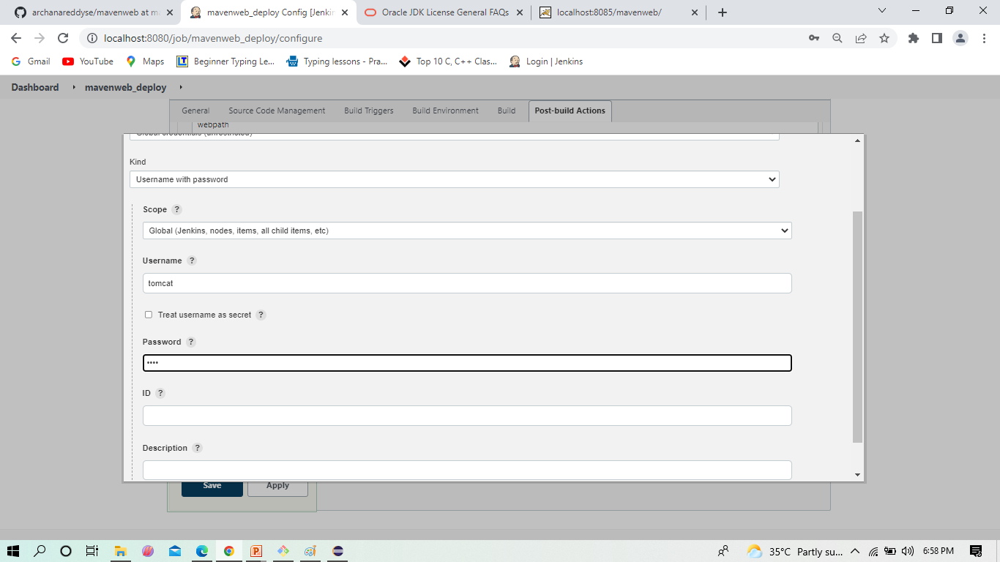 archanareddyse/mavenweb at m
mavenweb_deploy Config [Jenki
Oracle JDK License General FAQs
localhost:8085/mavenweb/
localhost:8080/job/mavenweb_deploy/configure
Gmail
YouTube
Maps
LT
Beginner Typing Le...
Typing lessons - Pra...
Top 10 C, C++ Clas...
Login | Jenkins
Dashboard
mavenweb_deploy
General
Source Code Management
Build Triggers
Build Environment
Build
Post-build Actions
webpath
Global credentials (unrestricted)
Kind
Username with password
Scope ?
Global (Jenkins, nodes, items, all child items, etc)
Username ?
tomcat
Treat username as secret ?
Password ?
••••
ID ?
Description ?
Save
Apply
35°C Partly su...
6:58 PM